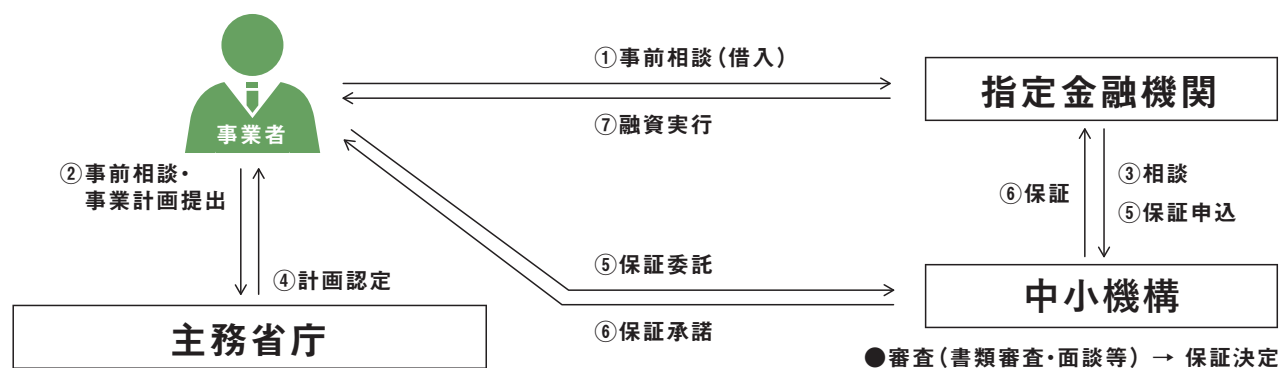 ①事前相談（借入）
指定金融機関
事業者
⑦融資実行
②事前相談・
事業計画提出
③相談
⑥保証
⑤保証申込
⑤保証委託
④計画認定
中小機構
主務省庁
⑥保証承諾
●審査（書類審査・面談等） → 保証決定